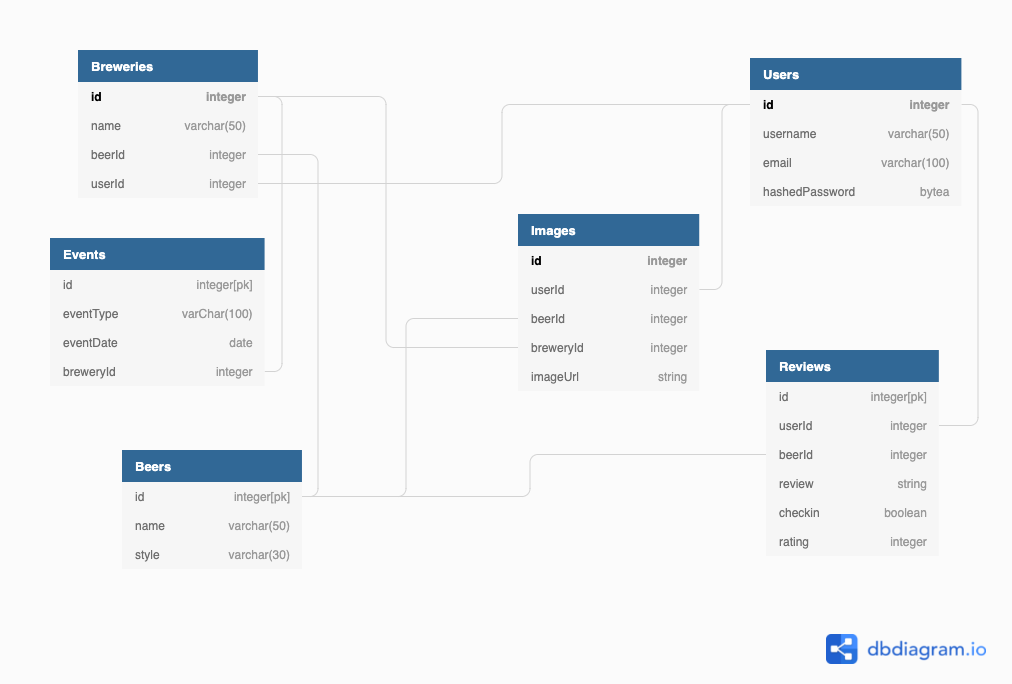 Breweries
id integer
name varchar(50)
beerId integer
userId integer
Events
id integer[pk]
eventType varChar(100)
eventDate date
breweryId integer
Beers
id integer[pk]
name varchar(50)
style varchar(30)
Images
id integer
userId integer
beerId integer
breweryId integer
imageUrl string
Users
id integer
username varchar(50)
email varchar(100)
hashedPassword bytea
Reviews
id integer[pk]
userId integer
beerId integer
review string
checkin boolean
rating integer
dbdiagram.io